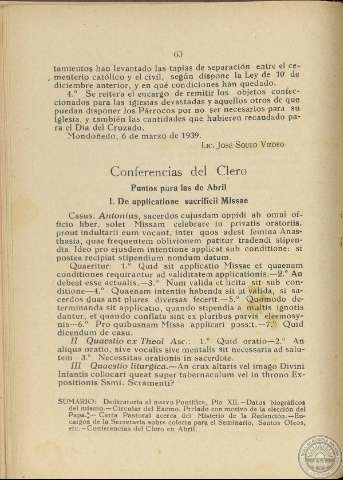 63
tamientos han levantado las tapias de separación entre el ce-
menterio católico y el civil, según dispone la Ley de 10 de
diciembre anterior, y en qué condiciones han quedado.
4.º Se reitera el encargo de remitir los objetos confec-
cionados para las iglesias devastadas y aquellos otros de que
puedan disponer los Párrocos por no ser necesarios para su
Iglesia, y también las cantidades que hubieren recaudado pa-
ra el Día del Cruzado.
Mondoñedo, 6 de marzo de 1939.
Lic. José Souto Vizoso
Conferencias del Clero
Puntos para las de Abril
I. De applicatione sacrificii Missae
Casus. Antonius, sacerdos cujusdam oppidi ab omni of-
ficio liber, solet Missam celebrare in privatis oratoriis,
prout indultarii eum vocant, inter quos adest femina Anas-
thasia, quae frequentem oblivionem patitur tradendi stipen-
dia. Ideo pro ejusdem intentione applicat sub conditione: si
postea recipiat stipendium nondum datum.
Quaeritur: 1.º Quid sit applicatio Missae et quaenam
conditiones requirantur ad validitatem applicationis.—2.º An
debeat esse actualis.—3.º Num valida et licita sit sub con-
ditione—4.º Quaenam intentio habenda sit ut valida, si sa-
cerdos duas ant plures diversas fecerit.—5.º Quomodo de-
terminanda sit applicatio, quando stipendia a multis ignotis
dantur, et quando conflata sint ex pluribus parvis eleemosy-
nis—6.º Pro quibusnam Missa applicari possit.—7.º Quid
dicendum de casu.
II Quaestio ex Theol Asc.: 1.º Quid oratio—2.º An
aliqua oratio, sive vocalis sive mentalis sit necessaria ad salu-
tem 3.º Necessitas orationis in sacerdote.
III Quaestio liturgica.—An crux altaris vel imago Divini
Infantis collocari queat super tabernaculum vel in throno Ex-
positionis Ssmi. Scramenti?
SUMARIO: Dedicatoria al nuevo Pontífice, Pío XII.—Datos biográficos
del mismo.—Circular del Excmo. Prelado con motivo de la elección del
Papa.—Carta Pastoral acerca del Misterio de la Redención.—En-
cargos de la Secretaría sobre colecta para el Seminario, Santos Oleos,
etc.—Conferencias del Clero en Abril.